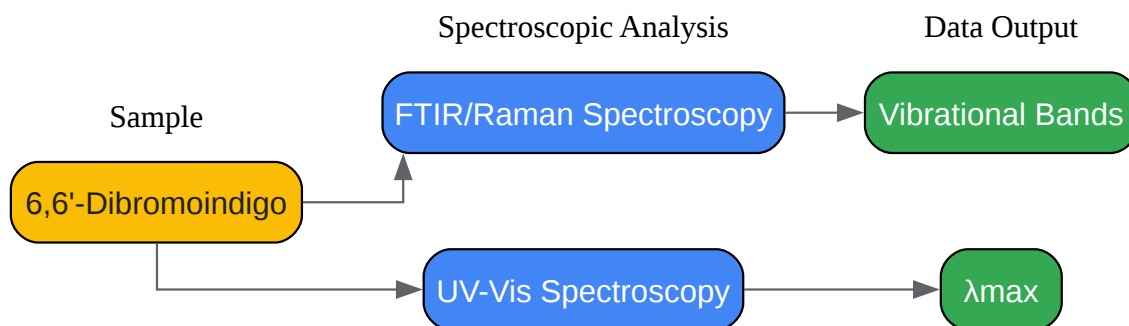 Spectroscopic Analysis
Data Output
Sample
FTIR/Raman Spectroscopy
Vibrational Bands
6,6'-Dibromoindigo
UV-Vis Spectroscopy
λmax